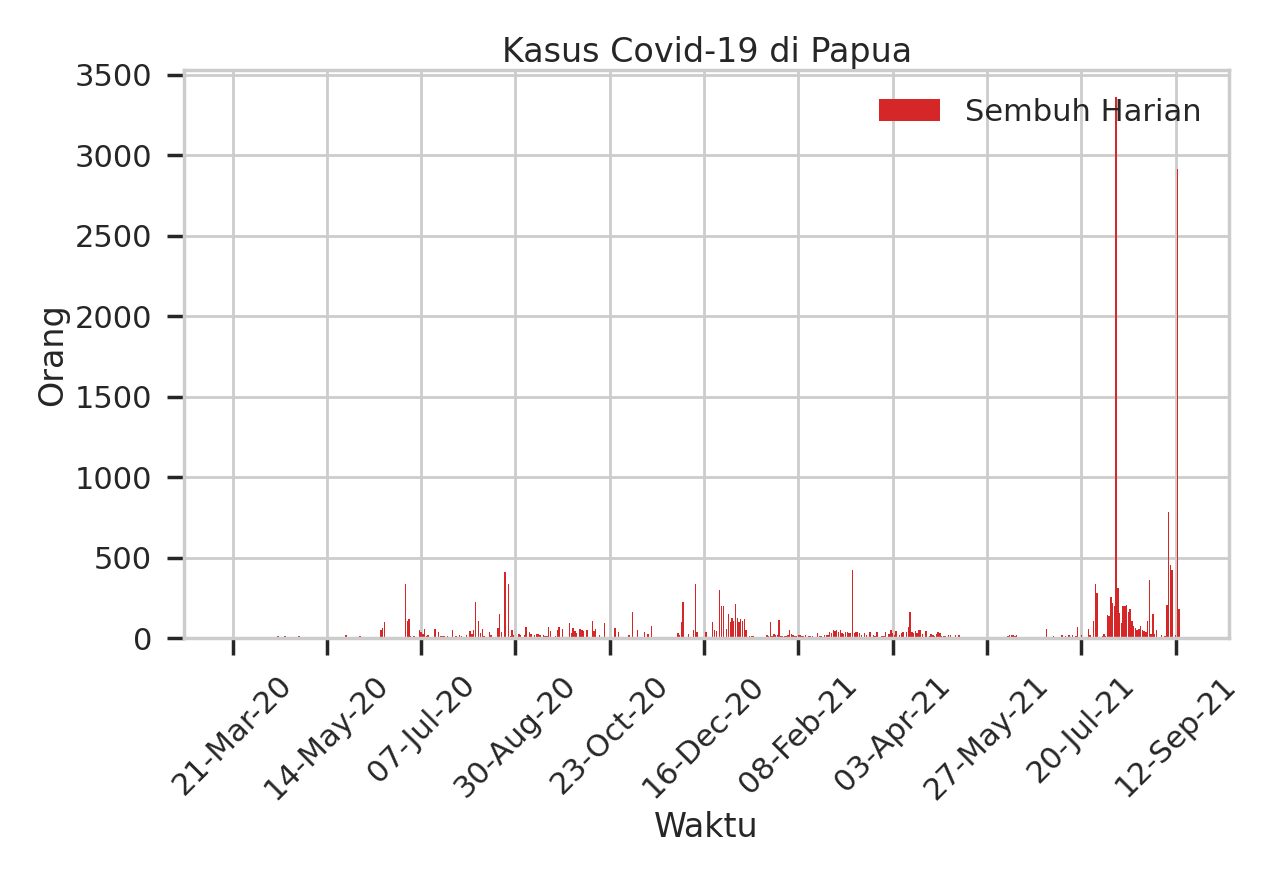 Kasus Covid-19 di Papua
Sembuh Harian
Orang
3500
3000
2500
2000
1500
1000
500
0
21-Mar-20
14-May-20
07-Jul-20
30-Aug-20
23-Oct-20
16-Dec-20
08-Feb-21
03-Apr-21
27-May-21
20-Jul-21
12-Sep-21
Waktu